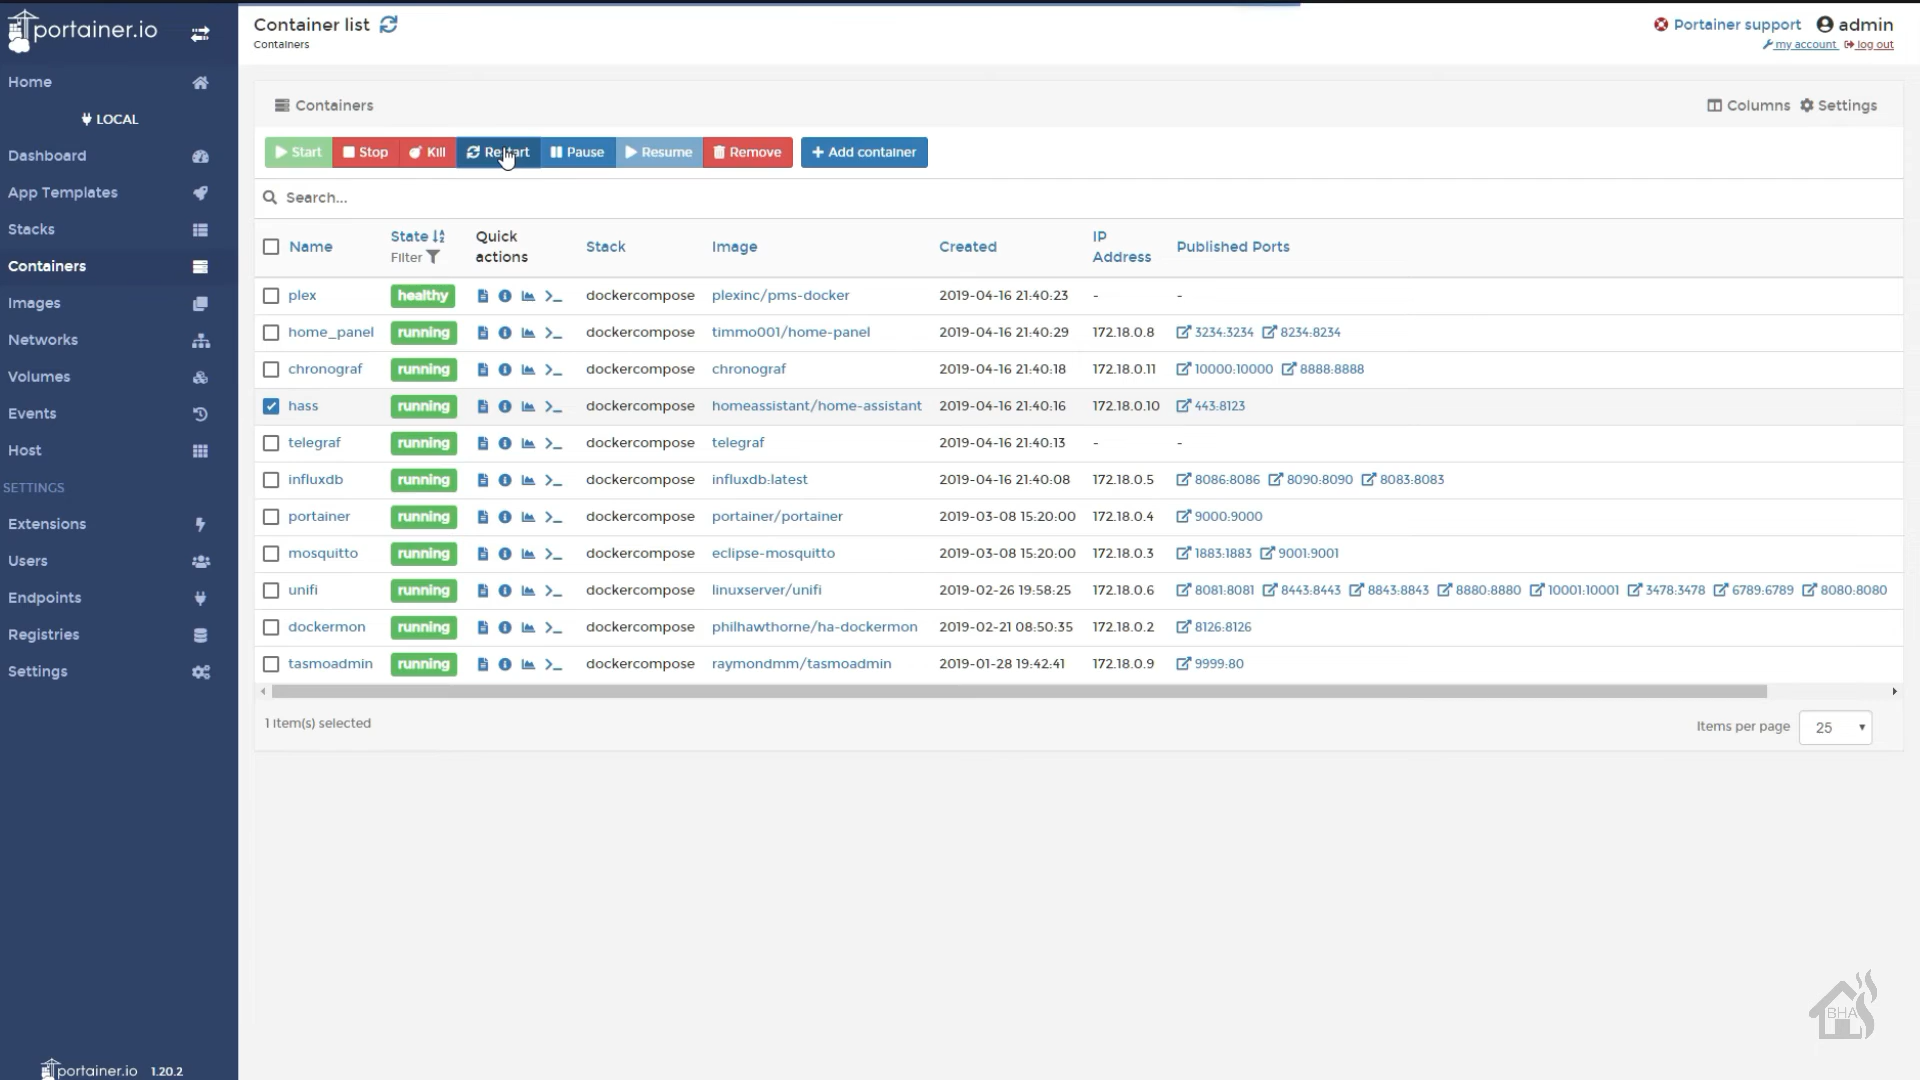 portainer.io
Container list
Containers
Portainer support
admin
my account
log out
Home
LOCAL
Dashboard
App Templates
Stacks
Containers
Images
Networks
Volumes
Events
Host
SETTINGS
Extensions
Users
Endpoints
Registries
Settings
portainer.io 1.20.2
Containers
Columns Settings
Start Stop Kill Restart Pause Resume Remove Add container
Search...
Name State Filter Quick actions Stack Image Created IP Address Published Ports
plex healthy dockercompose plexinc/pms-docker 2019-04-16 21:40:23 - -
home_panel running dockercompose timmo001/home-panel 2019-04-16 21:40:29 172.18.0.8 3234:3234 8234:8234
chronograf running dockercompose chronograf 2019-04-16 21:40:18 172.18.0.11 10000:10000 8888:8888
hass running dockercompose homeassistant/home-assistant 2019-04-16 21:40:16 172.18.0.10 443:8123
telegraf running dockercompose telegraf 2019-04-16 21:40:13 - -
influxdb running dockercompose influxdb:latest 2019-04-16 21:40:08 172.18.0.5 8086:8086 8090:8090 8083:8083
portainer running dockercompose portainer/portainer 2019-03-08 15:20:00 172.18.0.4 9000:9000
mosquitto running dockercompose eclipse-mosquitto 2019-03-08 15:20:00 172.18.0.3 1883:1883 9001:9001
unifi running dockercompose linuxserver/unifi 2019-02-26 19:58:25 172.18.0.6 8081:8081 8443:8443 8843:8843 8880:8880 10001:10001 3478:3478 6789:6789 8080:8080
dockermon running dockercompose philhawthorne/ha-dockermon 2019-02-21 08:50:35 172.18.0.2 8126:8126
tasmoadmin running dockercompose raymondmm/tasmoadmin 2019-01-28 19:42:41 172.18.0.9 9999:80
1 item(s) selected
Items per page 25
BHA